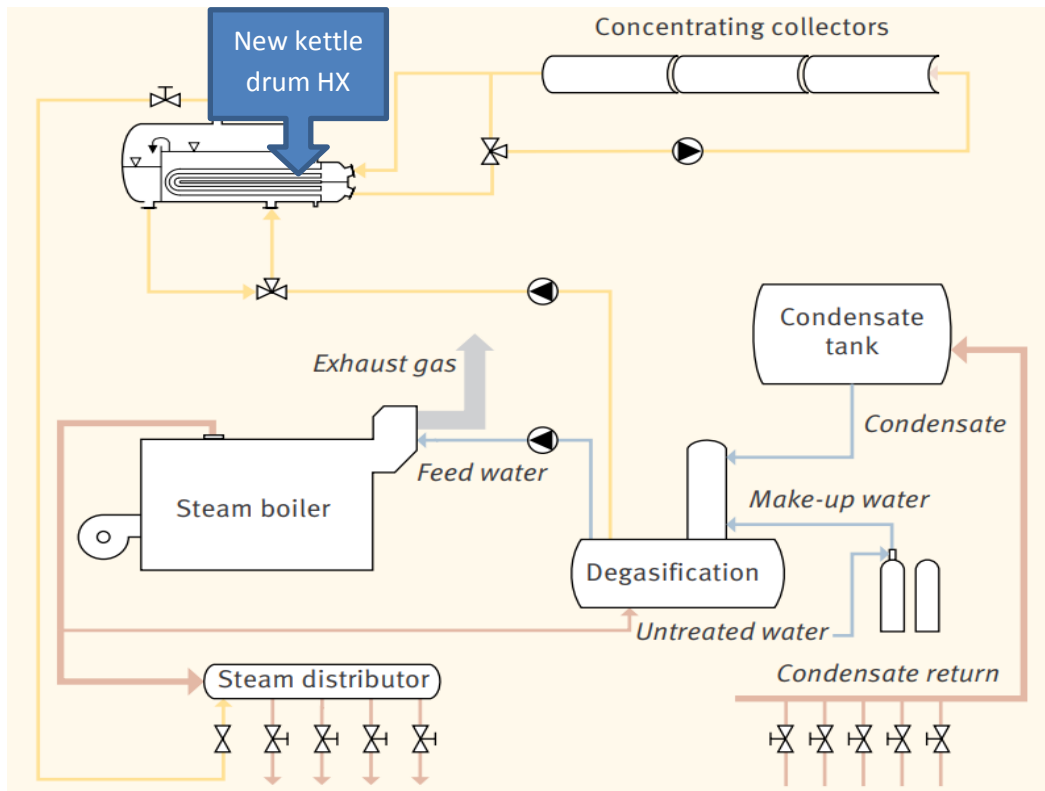 New kettle
drum HX
Concentrating collectors
Condensate
tank
Exhaust gas
Condensate
Feed water
Make-up water
Steam boiler
Degasification
Untreated water
Condensate return
Steam distributor